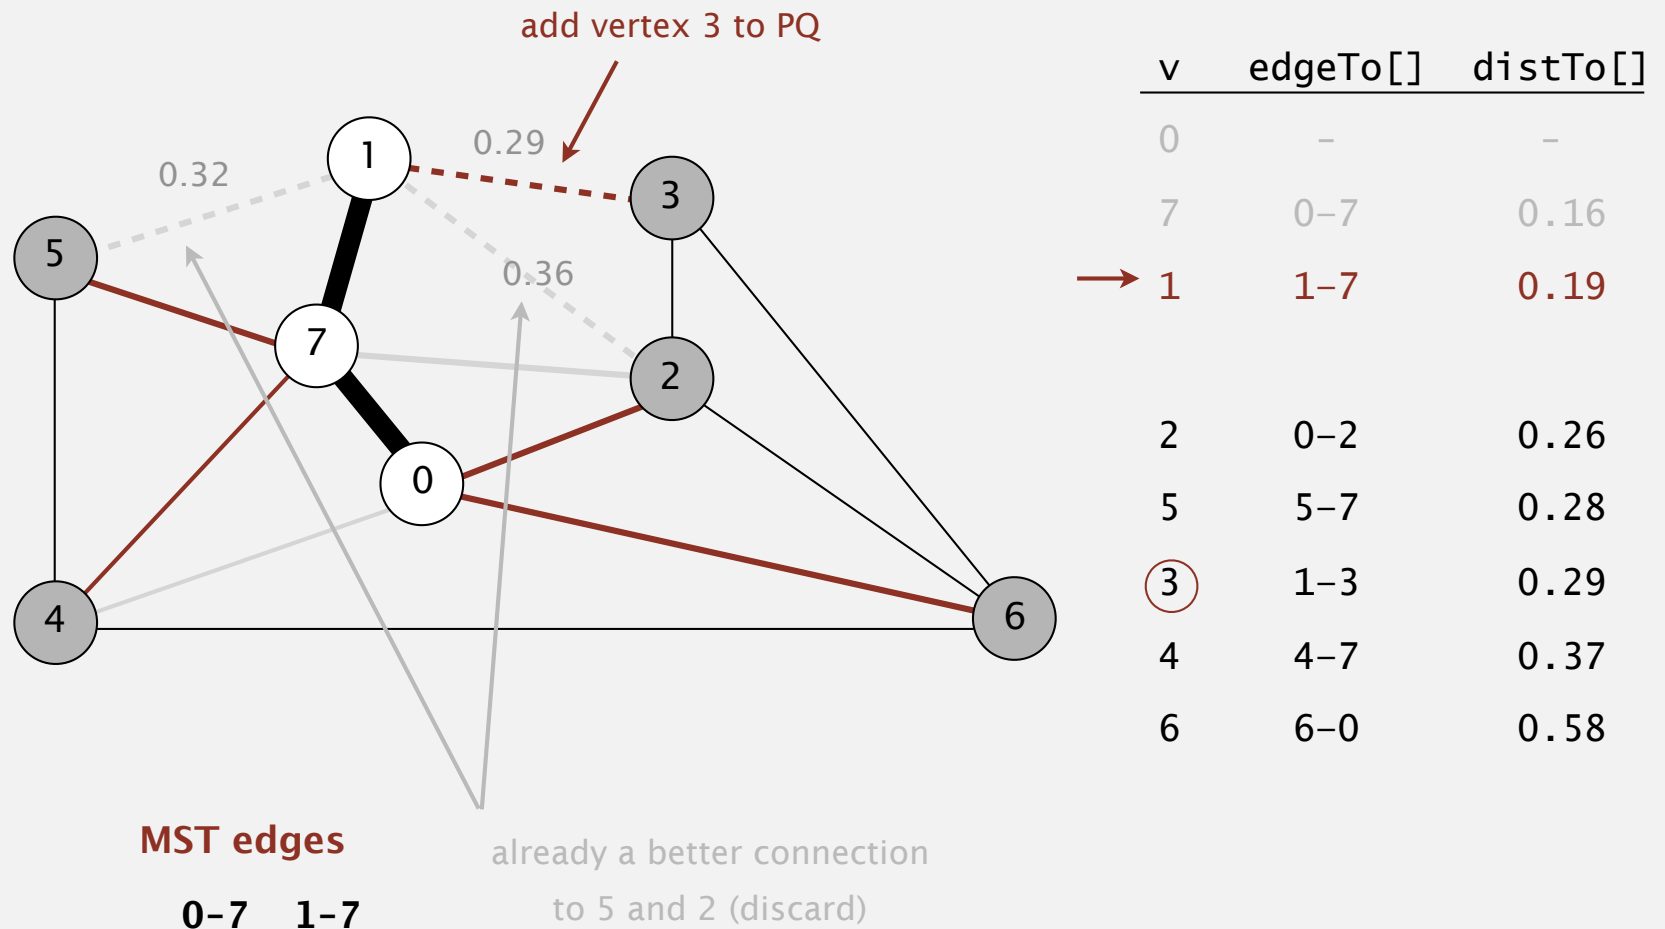 add vertex 3 to PQ
v edgeTo[] distTo[]
0 – –
7 0–7 0.16
1 1–7 0.19
2 0–2 0.26
5 5–7 0.28
3 1–3 0.29
4 4–7 0.37
6 6–0 0.58
1
0.29
0.32
3
5
0.36
7
2
0
4
6
MST edges
0–7 1–7
already a better connection
to 5 and 2 (discard)